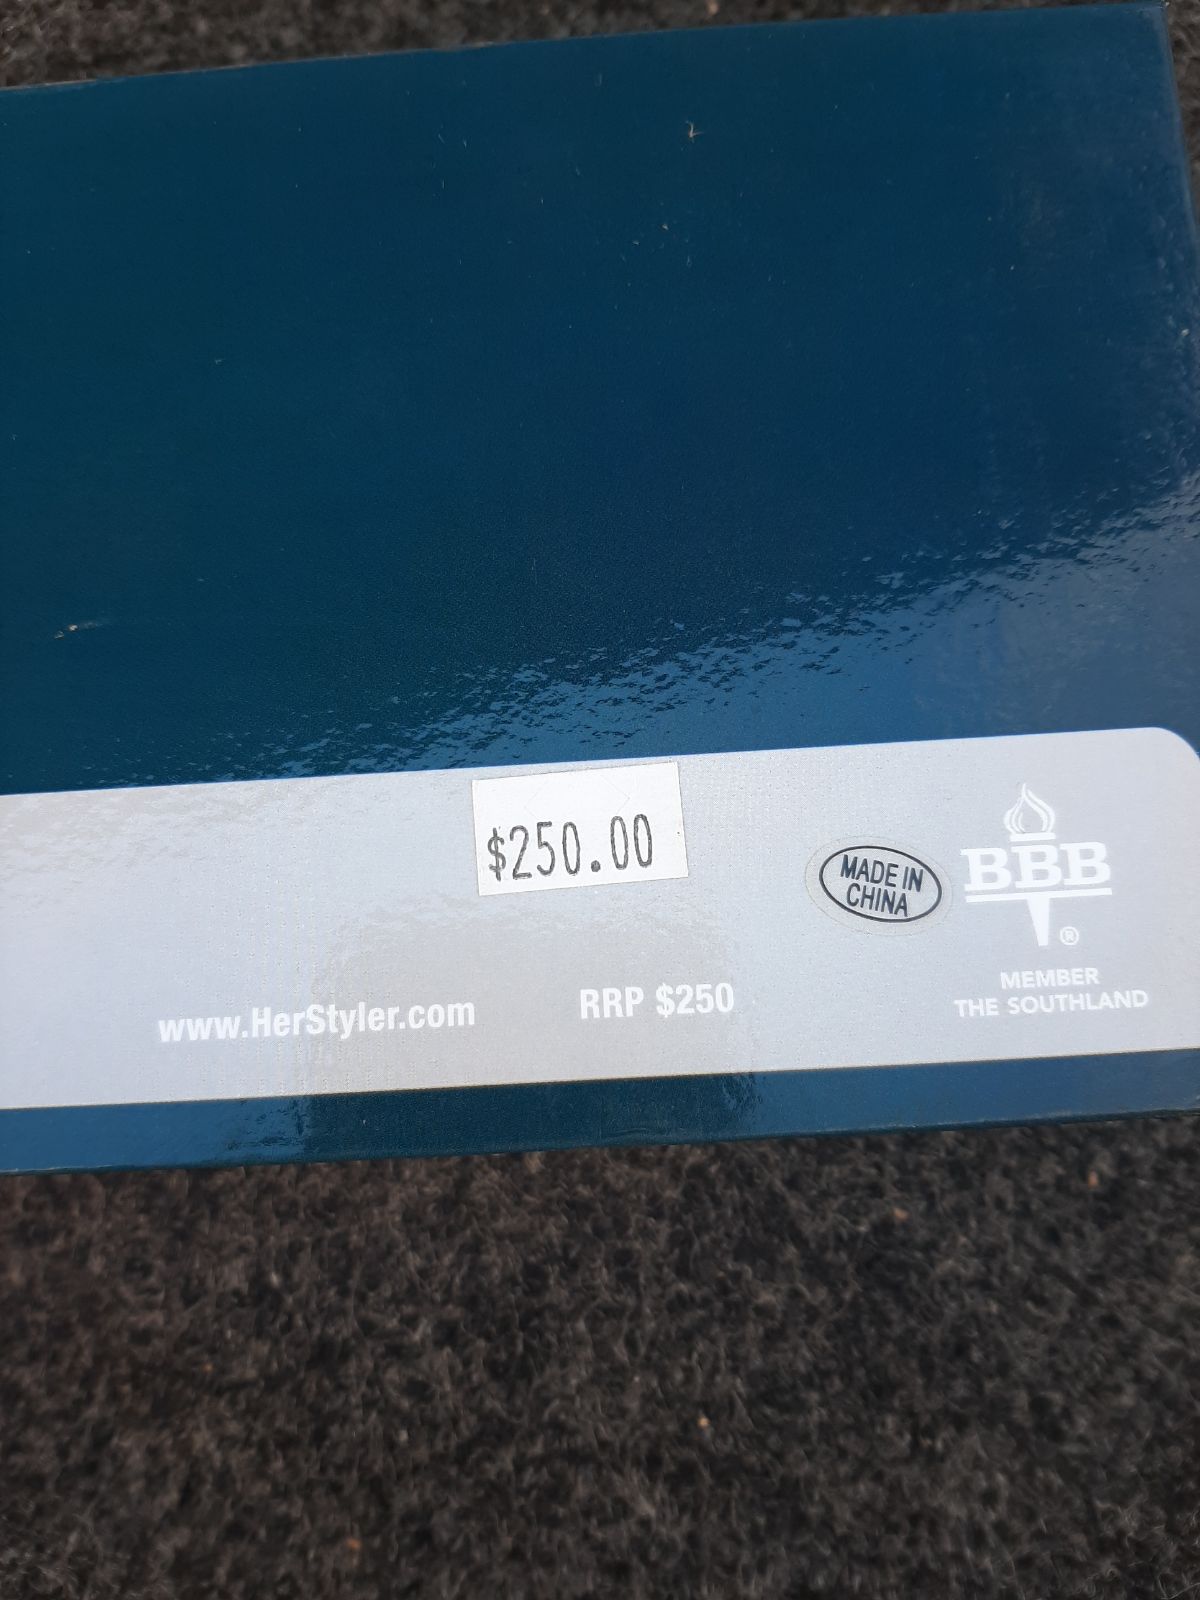 $250.00
MADE IN
CHINA
BBB
®
MEMBER
THE SOUTHLAND
www.HerStyler.com
RRP $250